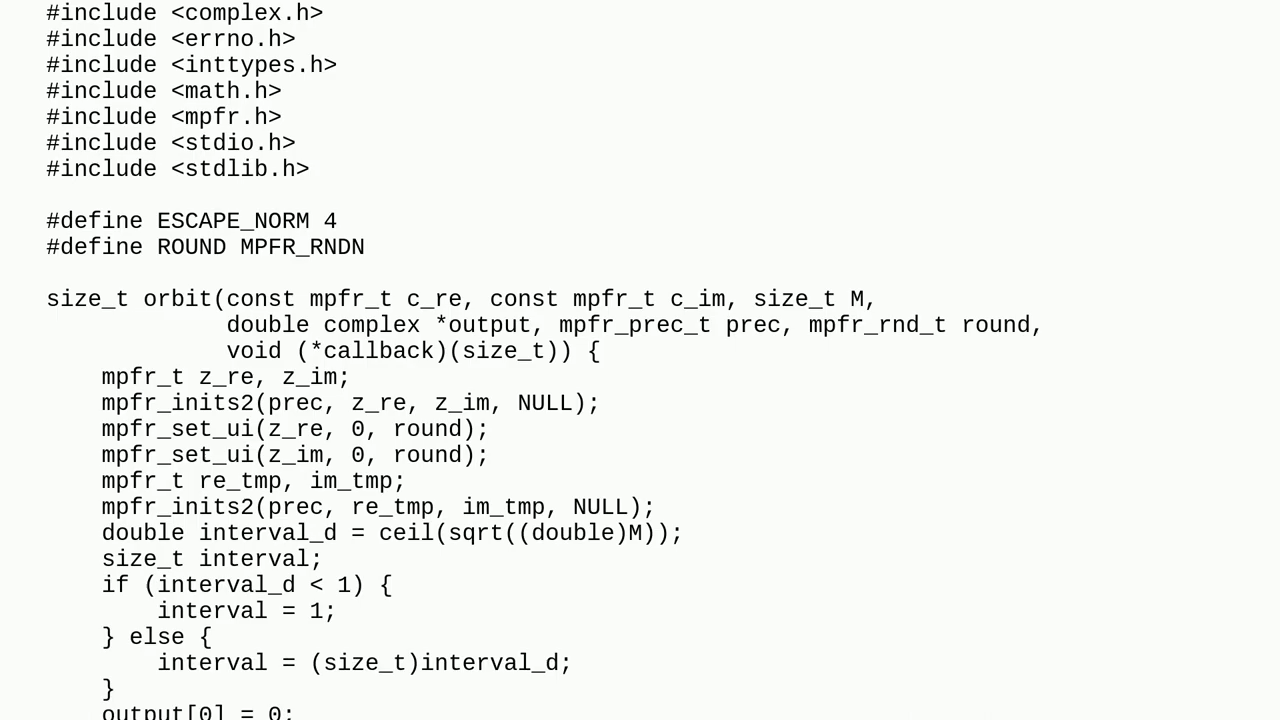 #include <complex.h>
#include <errno.h>
#include <inttypes.h>
#include <math.h>
#include <mpfr.h>
#include <stdio.h>
#include <stdlib.h>

#define ESCAPE_NORM 4
#define ROUND MPFR_RNDN

size_t orbit(const mpfr_t c_re, const mpfr_t c_im, size_t M,
             double complex *output, mpfr_prec_t prec, mpfr_rnd_t round,
             void (*callback)(size_t)) {
    mpfr_t z_re, z_im;
    mpfr_inits2(prec, z_re, z_im, NULL);
    mpfr_set_ui(z_re, 0, round);
    mpfr_set_ui(z_im, 0, round);
    mpfr_t re_tmp, im_tmp;
    mpfr_inits2(prec, re_tmp, im_tmp, NULL);
    double interval_d = ceil(sqrt((double)M));
    size_t interval;
    if (interval_d < 1) {
        interval = 1;
    } else {
        interval = (size_t)interval_d;
    }
    output[0] = 0;